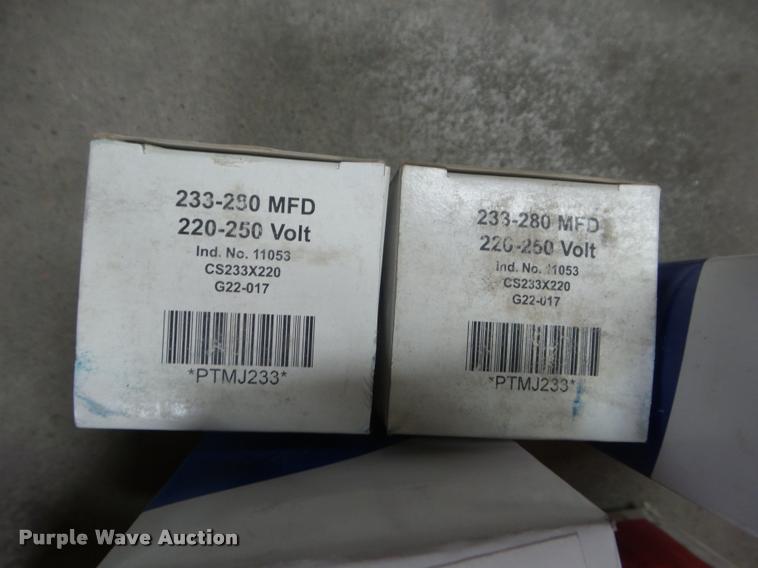 233-280 MFD
220-250 Volt
Ind. No. 11053
CS233X220
G22-017
*PTMJ233*
233-280 MFD
220-250 Volt
Ind. No. 11053
CS233X220
G22-017
*PTMJ233*
Purple Wave Auction